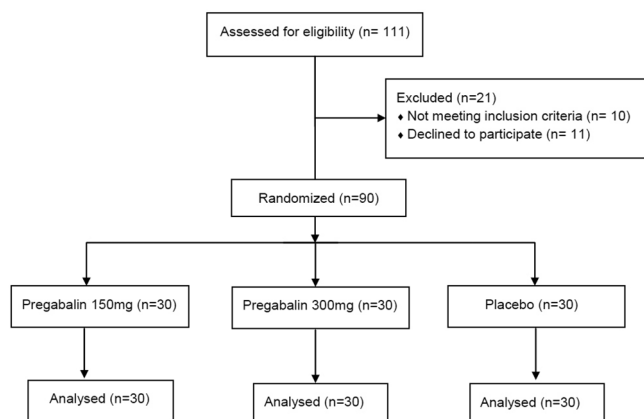 Assessed for eligibility (n= 111)
Excluded (n=21)
♦ Not meeting inclusion criteria (n= 10)
♦ Declined to participate (n= 11)
Randomized (n=90)
Pregabalin 150mg (n=30)
Pregabalin 300mg (n=30)
Placebo (n=30)
Analysed (n=30)
Analysed (n=30)
Analysed (n=30)